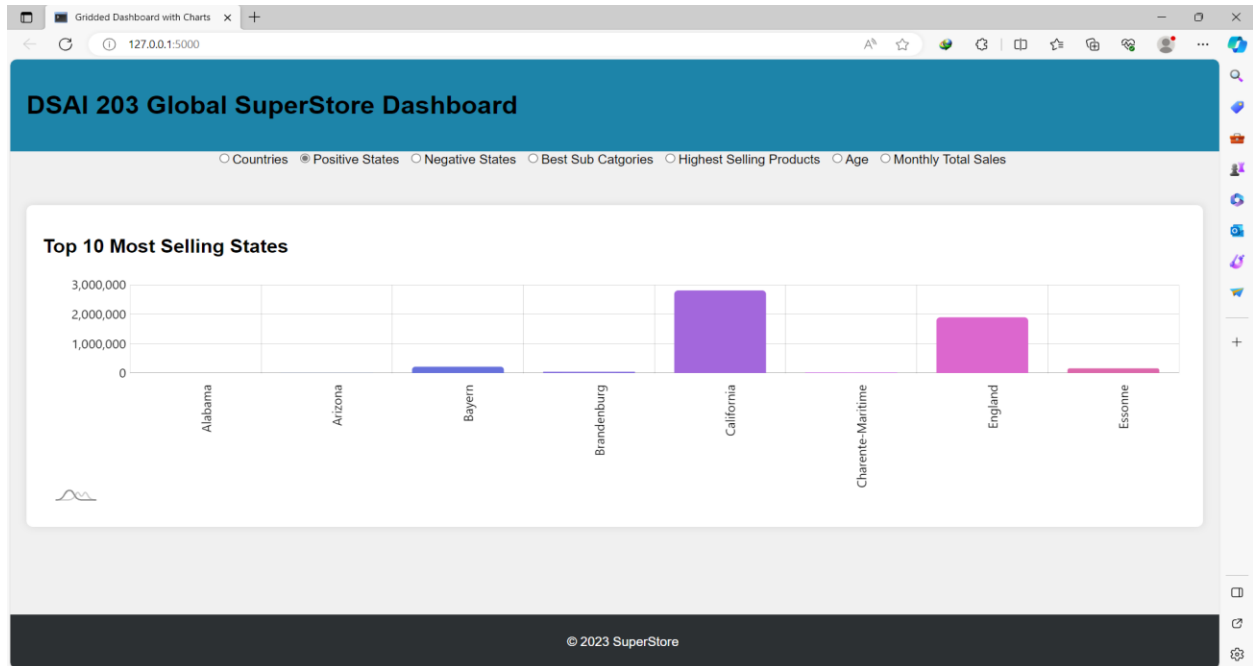 Gridded Dashboard with Charts
127.0.0.1:5000
DSAI 203 Global SuperStore Dashboard
Countries Positive States Negative States Best Sub Catgories Highest Selling Products Age Monthly Total Sales
Top 10 Most Selling States
3,000,000
2,000,000
1,000,000
0
Alabama
Arizona
Bayern
Brandenburg
California
Charente-Maritime
England
Essonne
© 2023 SuperStore